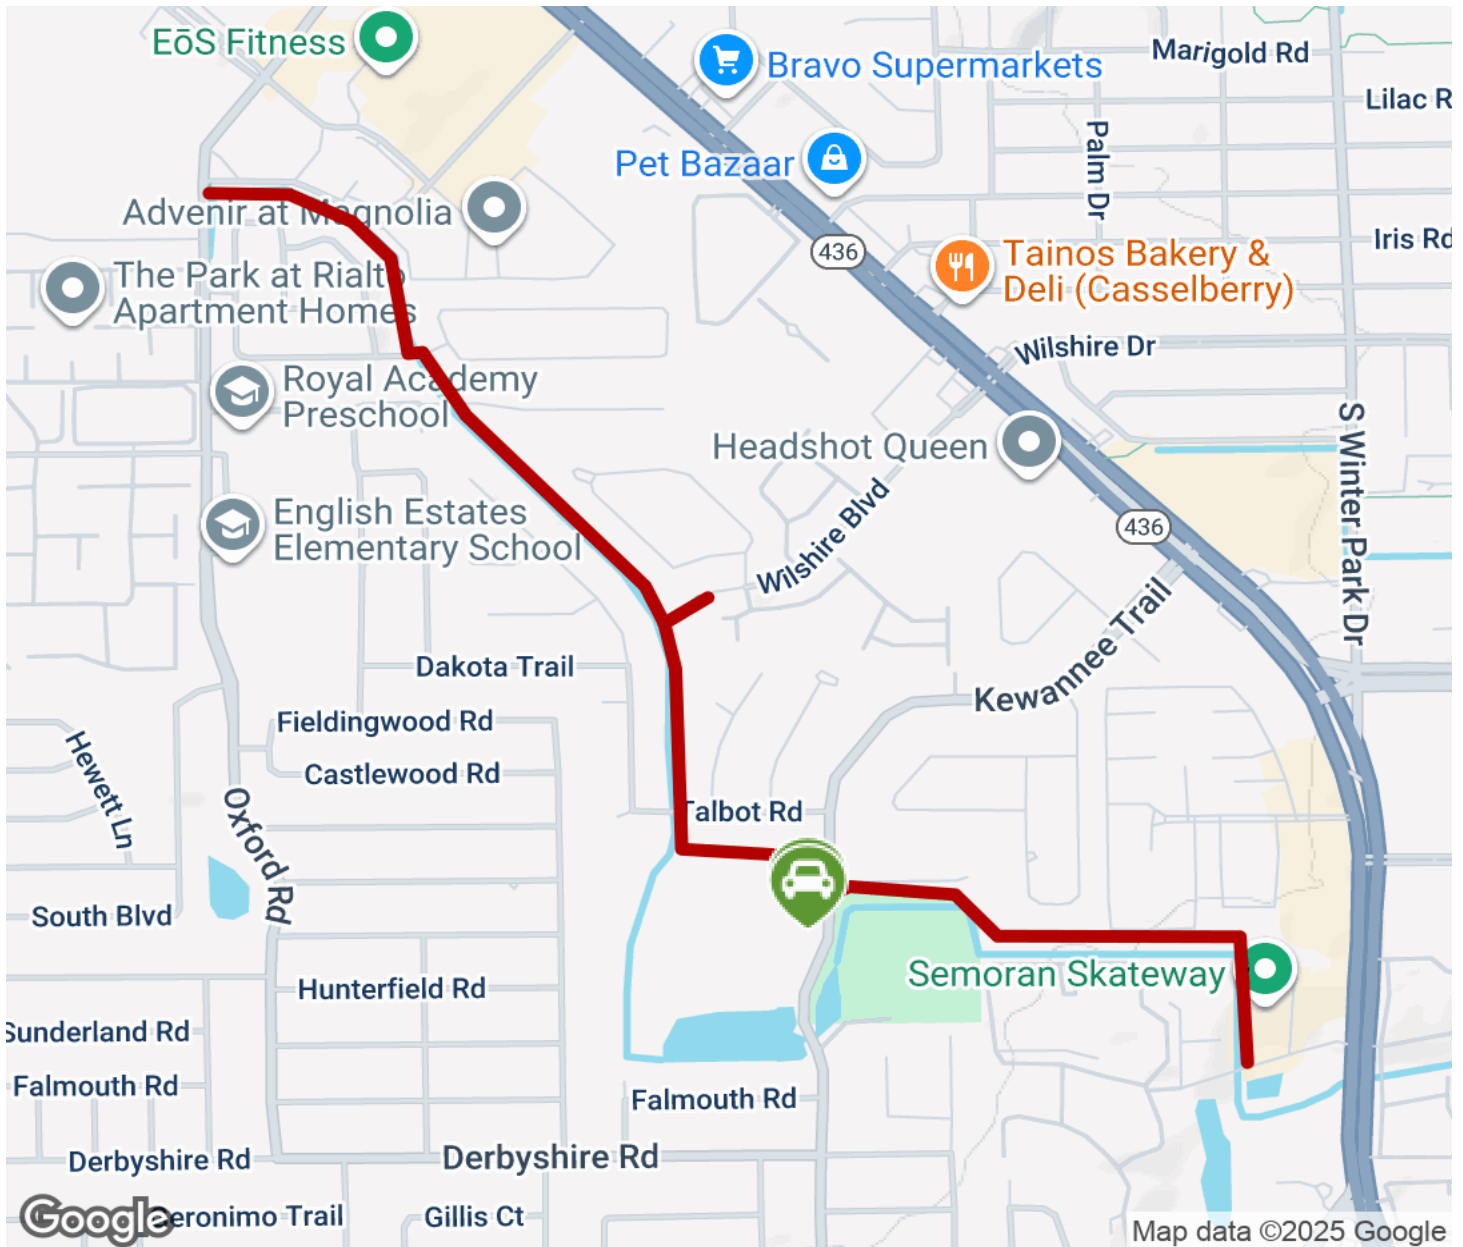 EōS Fitness
Bravo Supermarkets
Marigold Rd
Lilac R
Palm Dr
Pet Bazaar
Advenir at Magnolia
436
Iris Rd
Tainos Bakery &
Deli (Casselberry)
The Park at Rialto
Apartment Homes
Wilshire Dr
Royal Academy
Preschool
S Winter Park Dr
Headshot Queen
Wilshire Blvd
436
English Estates
Elementary School
Kewannee Trail
Dakota Trail
Fieldingwood Rd
Hewett Ln
Castlewood Rd
Oxford Rd
Talbot Rd
South Blvd
Semoran Skateway
Hunterfield Rd
Sunderland Rd
Falmouth Rd
Falmouth Rd
Derbyshire Rd
Derbyshire Rd
Google
Geronimo Trail
Gillis Ct
Map data ©2025 Google